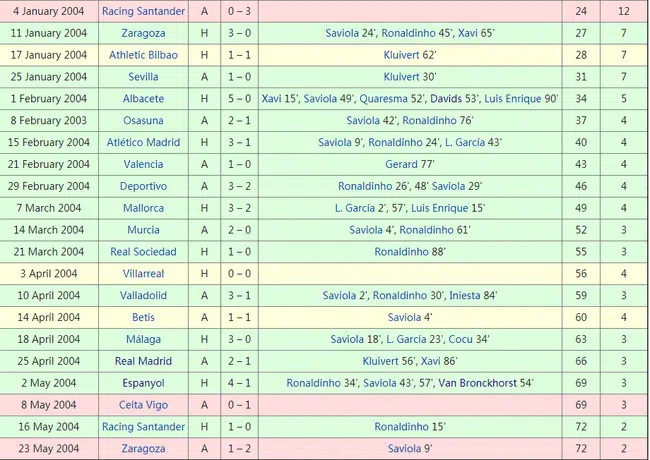 4 January 2004 Racing Santander A 0 – 3 24 12
11 January 2004 Zaragoza H 3 – 0 Saviola 24', Ronaldinho 45', Xavi 65' 27 7
17 January 2004 Athletic Bilbao H 1 – 1 Kluivert 62' 28 7
25 January 2004 Sevilla A 1 – 0 Kluivert 30' 31 7
1 February 2004 Albacete H 5 – 0 Xavi 15', Saviola 49', Quaresma 52', Davids 53', Luis Enrique 90' 34 5
8 February 2003 Osasuna A 2 – 1 Saviola 42', Ronaldinho 76' 37 4
15 February 2004 Atlético Madrid H 3 – 1 Saviola 9', Ronaldinho 24', L. García 43' 40 4
21 February 2004 Valencia A 1 – 0 Gerard 77' 43 4
29 February 2004 Deportivo A 3 – 2 Ronaldinho 26', 48' Saviola 29' 46 4
7 March 2004 Mallorca H 3 – 2 L. García 2', 57', Luis Enrique 15' 49 4
14 March 2004 Murcia A 2 – 0 Saviola 4', Ronaldinho 61' 52 3
21 March 2004 Real Sociedad H 1 – 0 Ronaldinho 88' 55 3
3 April 2004 Villarreal H 0 – 0 56 4
10 April 2004 Valladolid A 3 – 1 Saviola 2', Ronaldinho 30', Iniesta 84' 59 3
14 April 2004 Betis A 1 – 1 Saviola 4' 60 4
18 April 2004 Málaga H 3 – 0 Saviola 18', L. García 23', Cocu 34' 63 3
25 April 2004 Real Madrid A 2 – 1 Kluivert 56', Xavi 86' 66 3
2 May 2004 Espanyol H 4 – 1 Ronaldinho 34', Saviola 43', 57', Van Bronckhorst 54' 69 3
8 May 2004 Celta Vigo A 0 – 1 69 3
16 May 2004 Racing Santander H 1 – 0 Ronaldinho 15' 72 2
23 May 2004 Zaragoza A 1 – 2 Saviola 9' 72 2